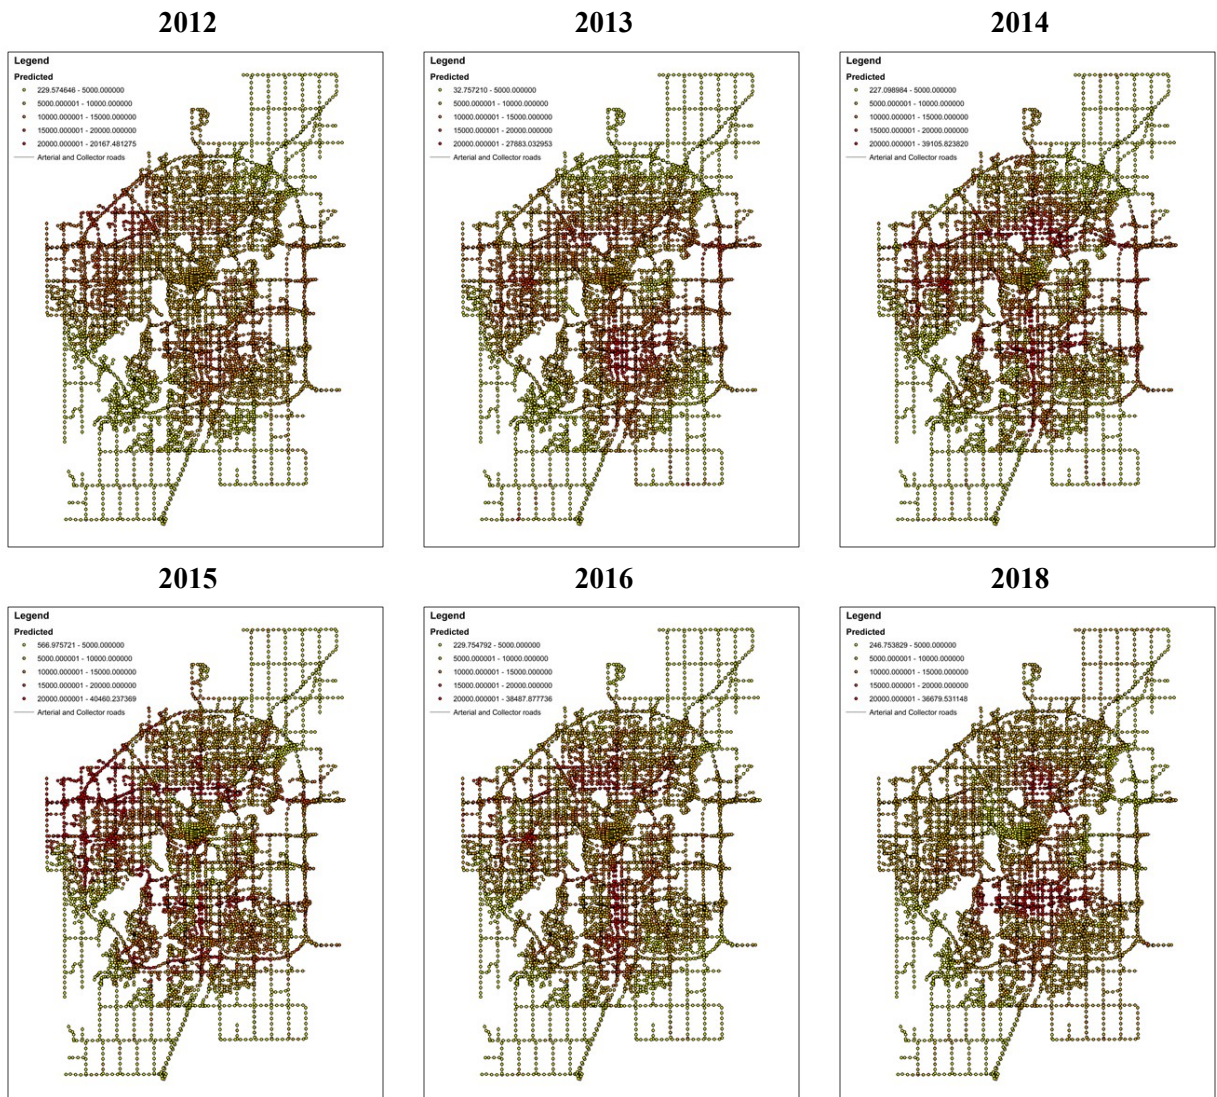 2012
Legend
Predicted
229.574646 - 5000.000000
5000.000001 - 10000.000000
10000.000001 - 15000.000000
15000.000001 - 20000.000000
20000.000001 - 20167.481275
Arterial and Collector roads
2013
Legend
Predicted
32.757210 - 5000.000000
5000.000001 - 10000.000000
10000.000001 - 15000.000000
15000.000001 - 20000.000000
20000.000001 - 27883.032953
Arterial and Collector roads
2014
Legend
Predicted
227.098984 - 5000.000000
5000.000001 - 10000.000000
10000.000001 - 15000.000000
15000.000001 - 20000.000000
20000.000001 - 39105.823820
Arterial and Collector roads
2015
Legend
Predicted
566.975721 - 5000.000000
5000.000001 - 10000.000000
10000.000001 - 15000.000000
15000.000001 - 20000.000000
20000.000001 - 40460.237369
Arterial and Collector roads
2016
Legend
Predicted
229.754792 - 5000.000000
5000.000001 - 10000.000000
10000.000001 - 15000.000000
15000.000001 - 20000.000000
20000.000001 - 38487.877736
Arterial and Collector roads
2018
Legend
Predicted
246.753829 - 5000.000000
5000.000001 - 10000.000000
10000.000001 - 15000.000000
15000.000001 - 20000.000000
20000.000001 - 36679.531148
Arterial and Collector roads